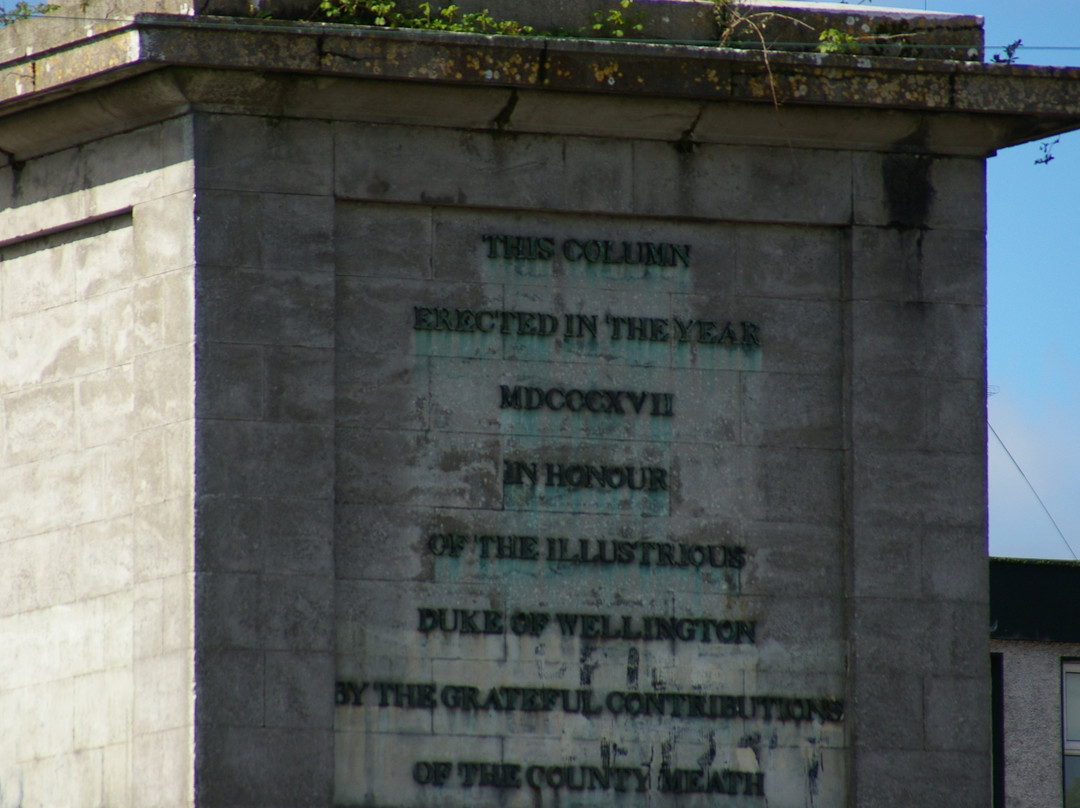 THIS COLUMN
ERECTED IN THE YEAR
MDCCCXVII
IN HONOUR
OF THE ILLUSTRIOUS
DUKE OF WELLINGTON
BY THE GRATEFUL CONTRIBUTIONS
OF THE COUNTY MEATH